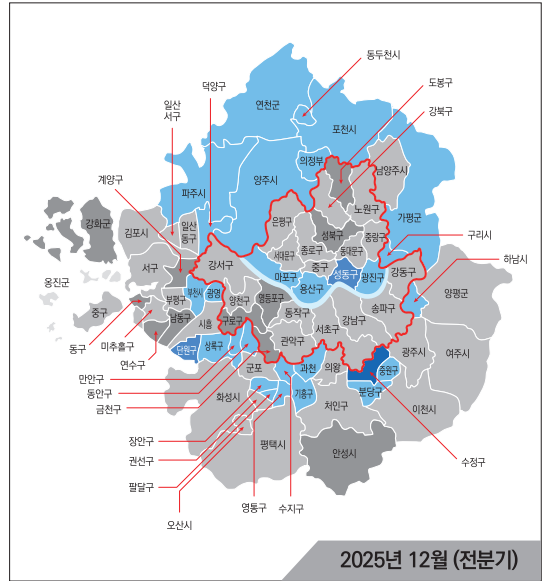 동두천시
도봉구
덕양구
연천군
강북구
일산
서구
포천시
의정부
남양주시
계양구
양주시
파주시
노원구
은평구
가평군
강화군
성북구
중랑구
김포시
일산
동구
구리시
서대문구
종로구
동대문구
강서구
중구
하남시
서구
마포구
성동구
광진구
강동구
옹진군
용산구
양평군
부평구
부천시
광명
양천구
영등포구
송파구
중구
남동구
구로구
동작구
강남구
시흥
서초구
동구
미추홀구
관악구
광주시
여주시
연수구
단원구
상록구
만안구
군포
과천
의왕
중원구
동안구
분당구
금천구
화성시
기흥구
처인구
이천시
장안구
평택시
안성시
권선구
수정구
팔달구
영통구
수지구
오산시
2025년 12월 (전분기)